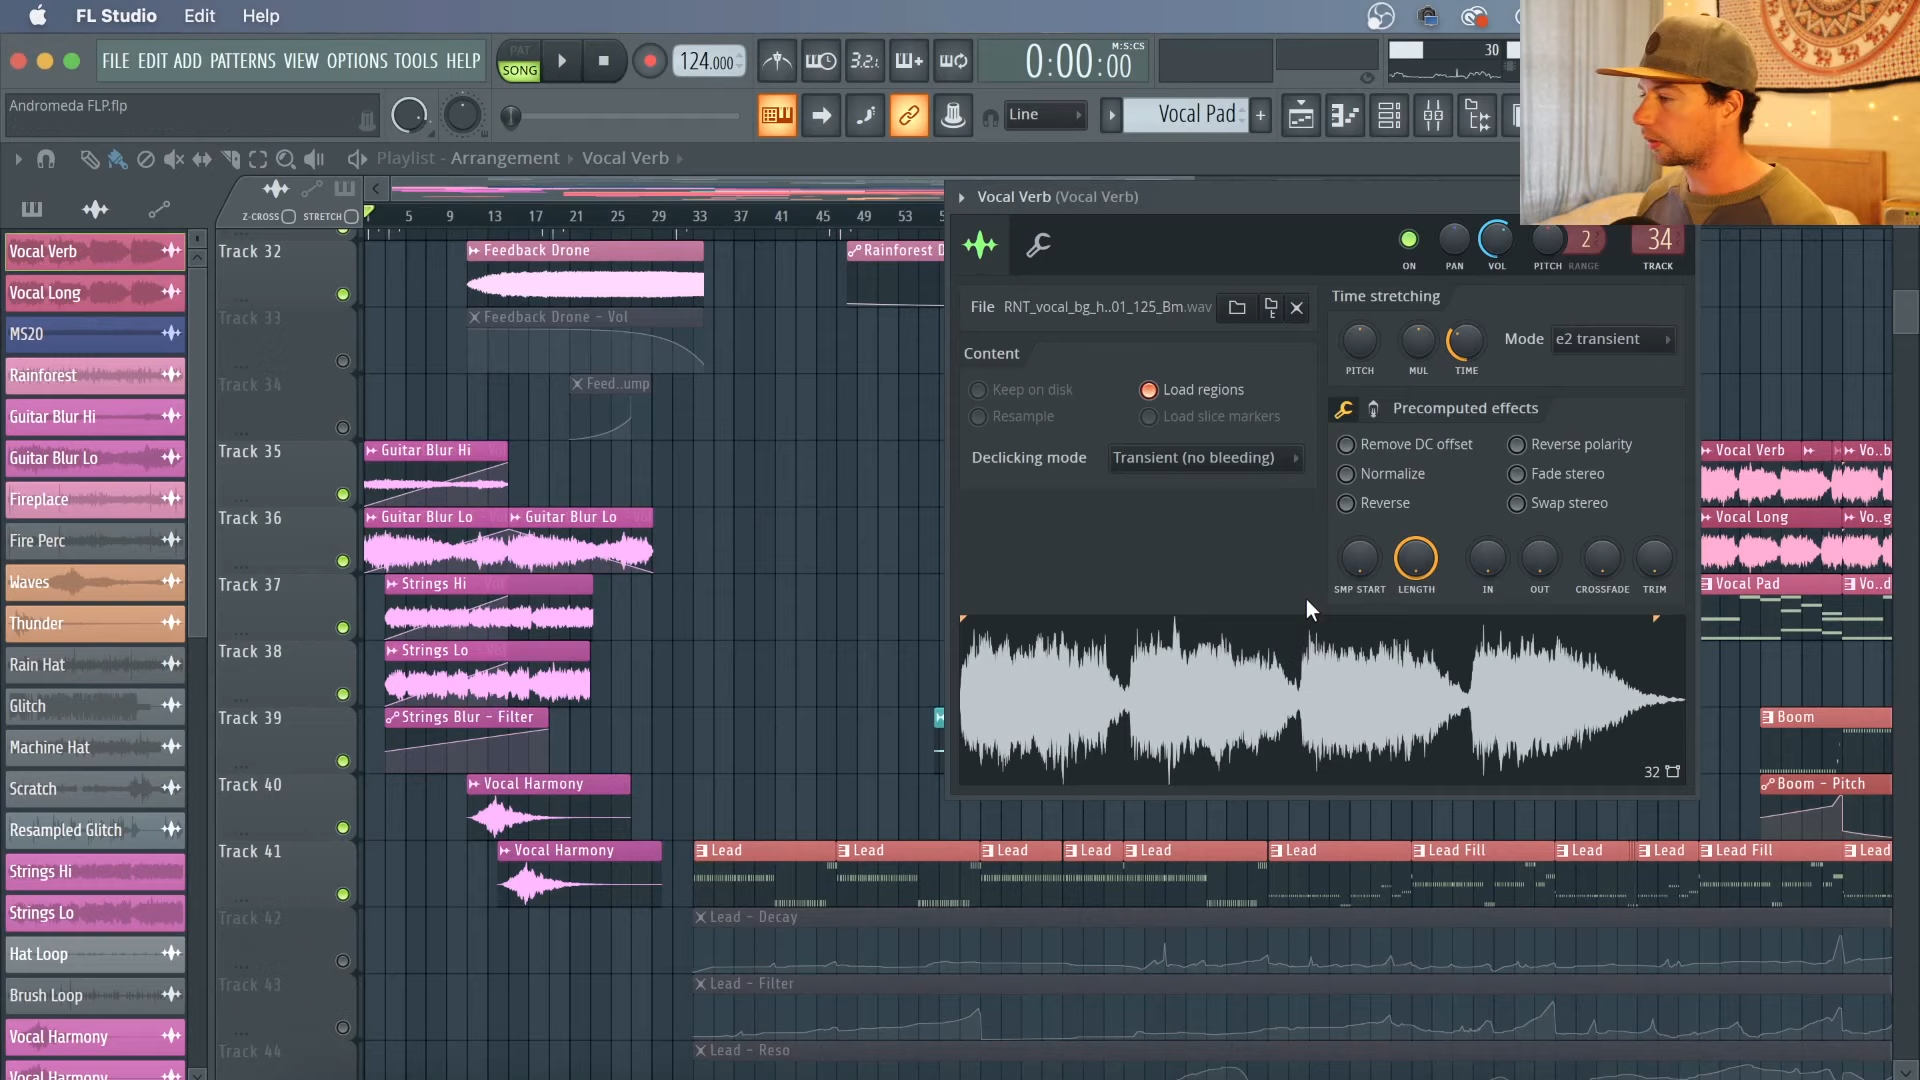 FL Studio Edit Help
FILE EDIT ADD PATTERNS VIEW OPTIONS TOOLS HELP
PAT
SONG
124.000
3.2.
0:00:00
M:S:CS
30
Andromeda FLP.flp
Line
Vocal Pad
Playlist - Arrangement Vocal Verb
Z-CROSS STRETCH
5 9 13 17 21 25 29 33 37 41 45 49 53
Vocal Verb
Vocal Long
MS20
Rainforest
Guitar Blur Hi
Guitar Blur Lo
Fireplace
Fire Perc
Waves
Thunder
Rain Hat
Glitch
Machine Hat
Scratch
Resampled Glitch
Strings Hi
Strings Lo
Hat Loop
Brush Loop
Vocal Harmony
Vocal Harmony
Track 32
Feedback Drone
Rainforest D
Track 33
Feedback Drone - Vol
Track 34
Feed..ump
Track 35
Guitar Blur Hi
Track 36
Guitar Blur Lo
Guitar Blur Lo
Track 37
Strings Hi
Track 38
Strings Lo
Track 39
Strings Blur - Filter
Track 40
Vocal Harmony
Track 41
Vocal Harmony
Lead Lead Lead Lead Lead Lead Lead Fill Lead Lead Lead Fill Lead
Track 42
Lead - Decay
Track 43
Lead - Filter
Track 44
Lead - Reso
Vocal Verb (Vocal Verb)
ON PAN VOL PITCH RANGE TRACK
2
34
File RNT_vocal_bg_h..01_125_Bm.wav
Content
Keep on disk
Load regions
Resample
Load slice markers
Declicking mode Transient (no bleeding)
Time stretching
PITCH MUL TIME
Mode e2 transient
Precomputed effects
Remove DC offset
Reverse polarity
Normalize
Fade stereo
Reverse
Swap stereo
SMP START LENGTH IN OUT CROSSFADE TRIM
32
Vocal Verb
Vo..b
Vocal Long
Vo..g
Vocal Pad
Vo..d
Boom
Boom - Pitch